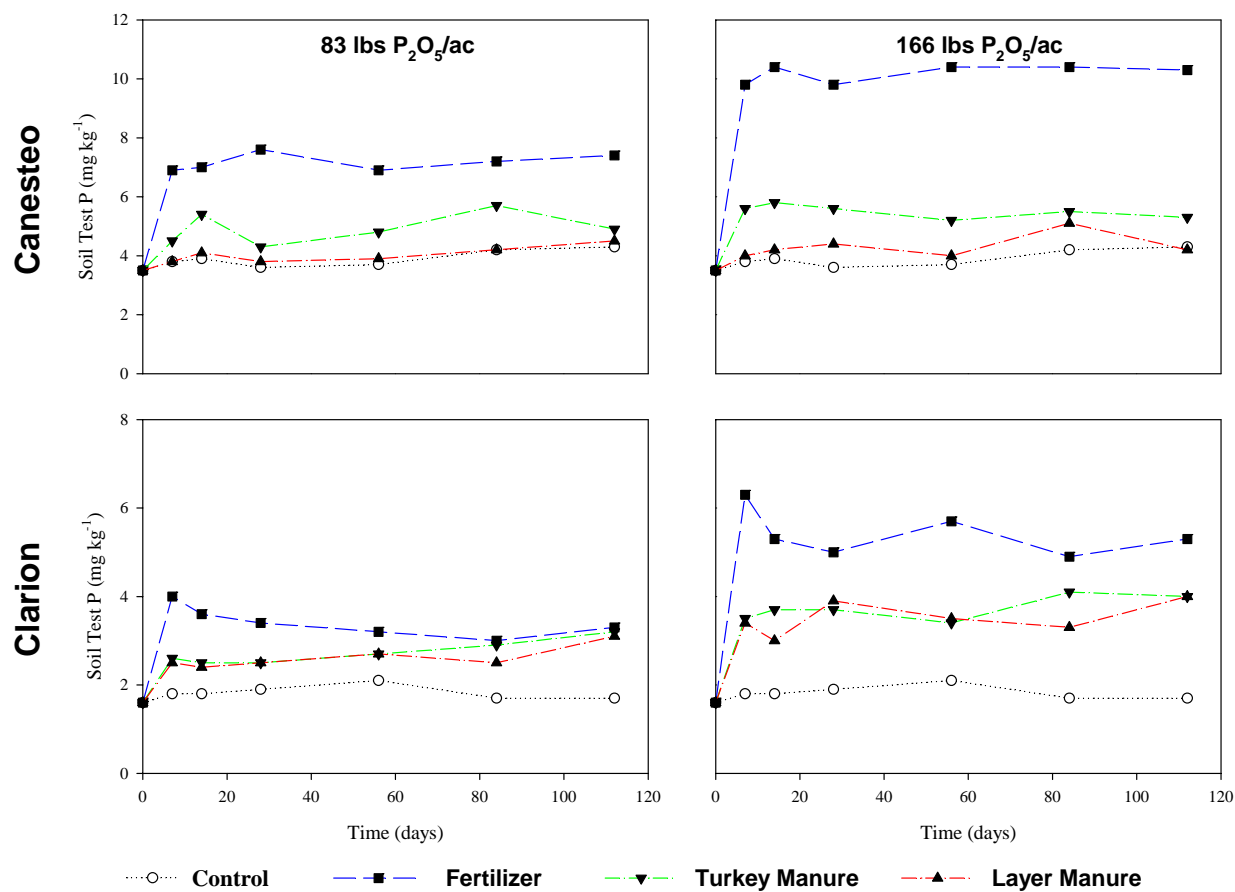 83 lbs P₂O₅/ac
166 lbs P₂O₅/ac
Canesteo
Soil Test P (mg kg⁻¹)
12
10
8
6
4
2
0
Clarion
Soil Test P (mg kg⁻¹)
8
6
4
2
0
0 20 40 60 80 100 120
0 20 40 60 80 100 120
Time (days)
Time (days)
Control Fertilizer Turkey Manure Layer Manure